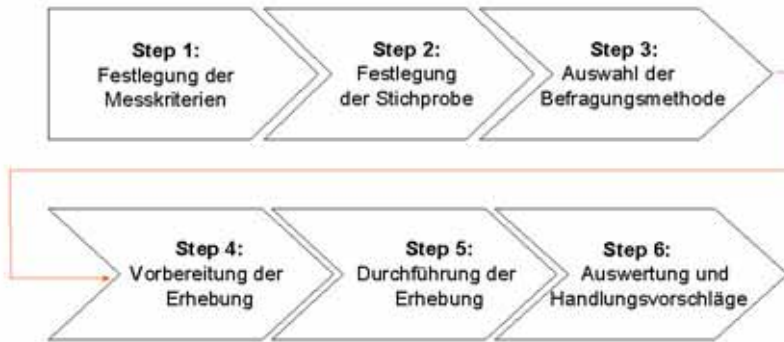 Step 1:
Festlegung der
Messkriterien
Step 2:
Festlegung
der Stichprobe
Step 3:
Auswahl der
Befragungsmethode
Step 4:
Vorbereitung der
Erhebung
Step 5:
Durchführung der
Erhebung
Step 6:
Auswertung und
Handlungsvorschläge